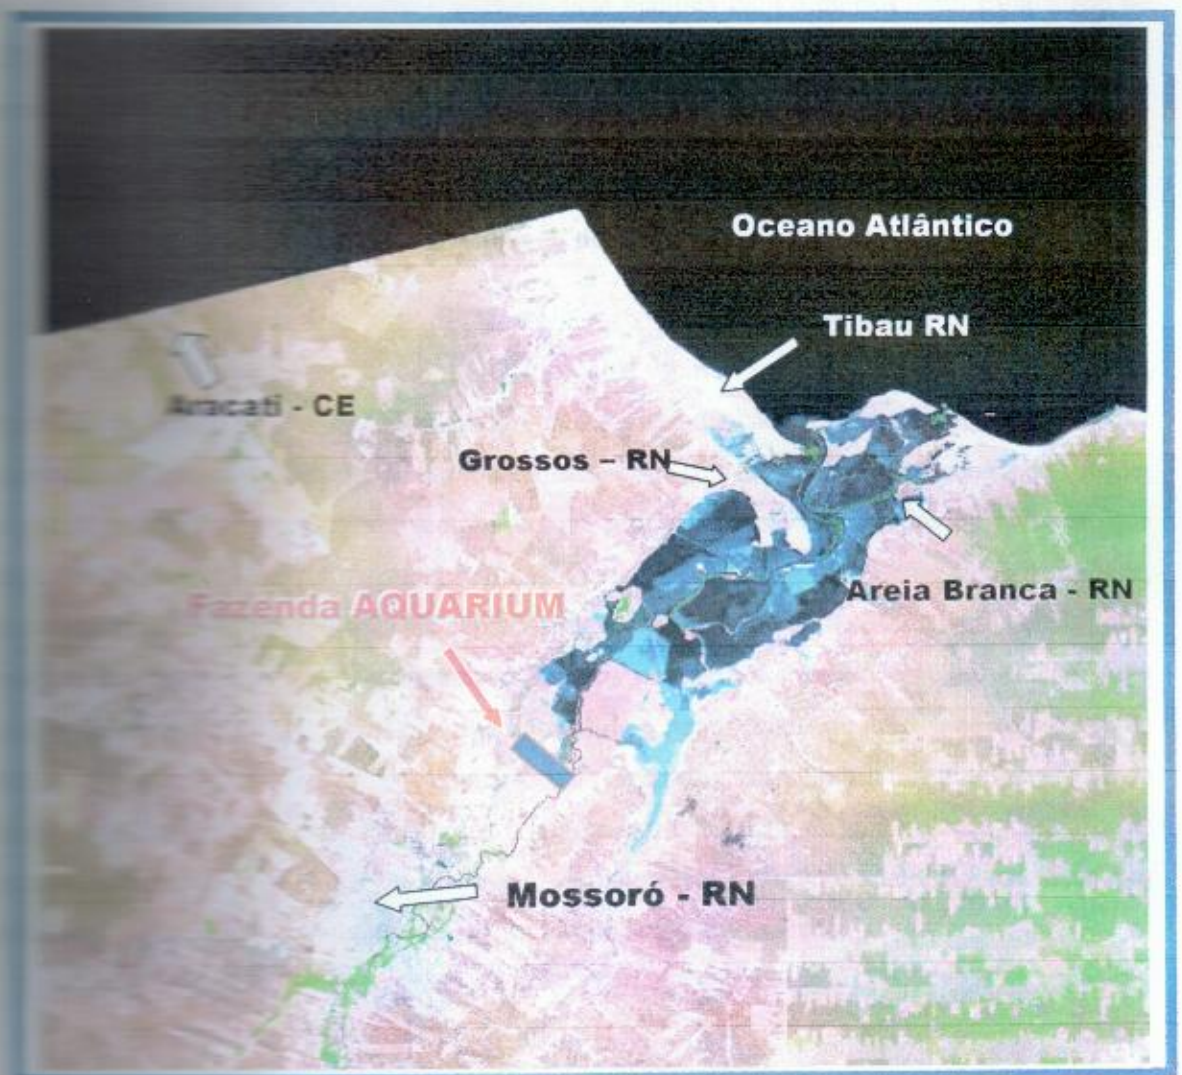 Oceano Atlântico
Tibau RN
Aracati - CE
Grossos – RN
Areia Branca - RN
Fazenda AQUARIUM
Mossoró - RN